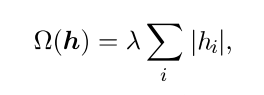 Ω(h) = λ ∑ᵢ |hᵢ|,